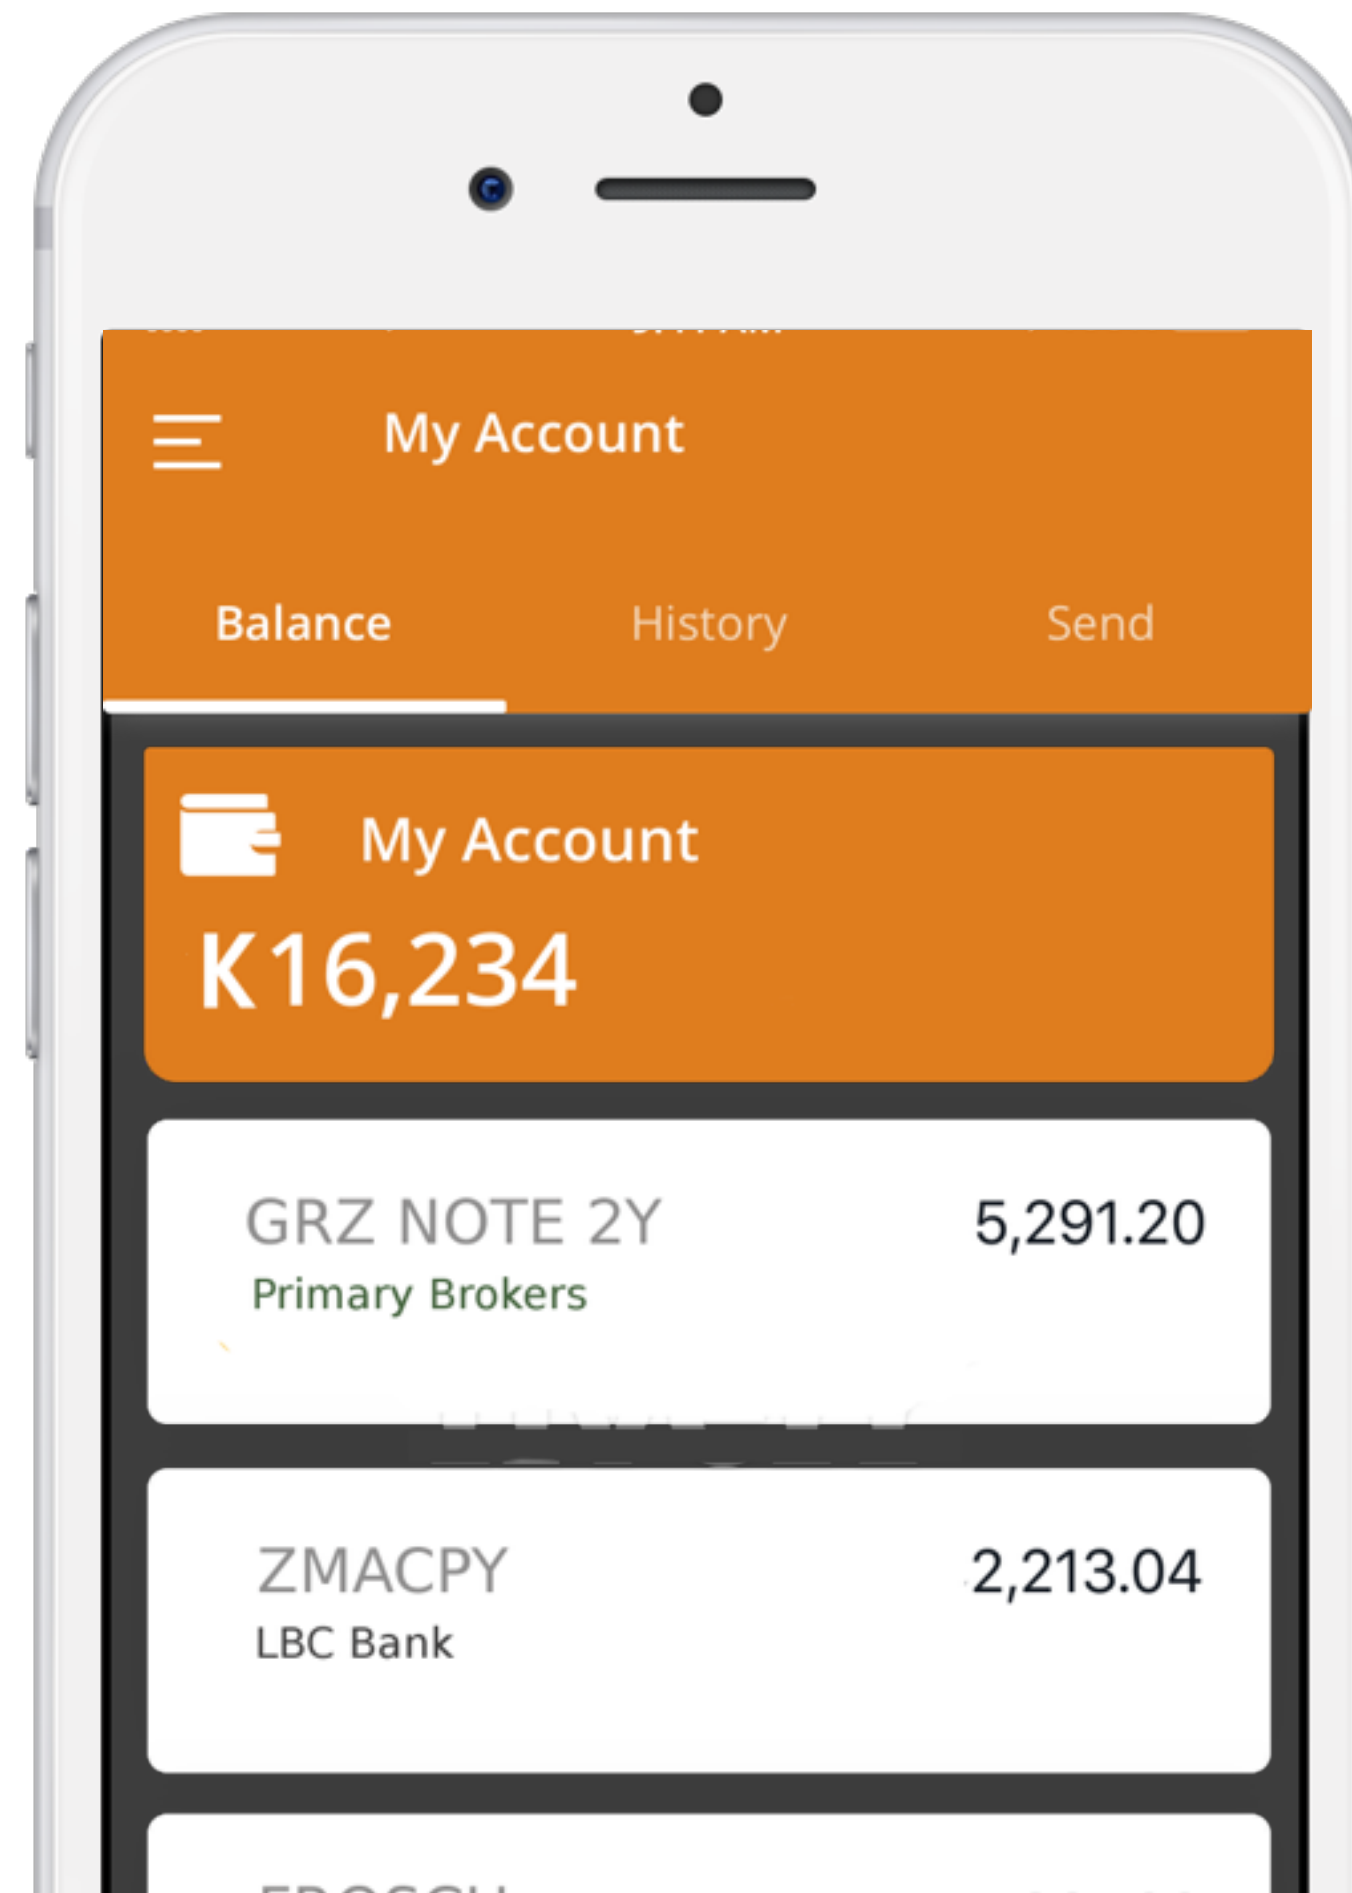 My Account
Balance History Send
My Account
K16,234
GRZ NOTE 2Y 5,291.20
Primary Brokers
ZMACPY 2,213.04
LBC Bank